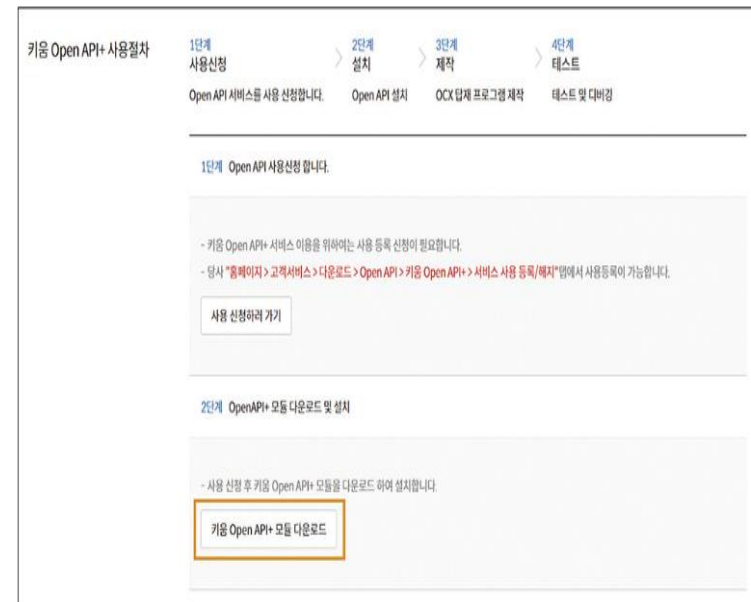 키움 Open API+ 사용절차
1단계
사용신청
Open API 서비스를 사용 신청합니다.
2단계
설치
Open API 설치
3단계
제작
OCX 탑재 프로그램 제작
4단계
테스트
테스트 및 디버깅
1단계 Open API 사용신청 합니다.
- 키움 Open API+ 서비스 이용을 위하여는 사용 등록 신청이 필요합니다.
- 당사 "홈페이지 > 고객서비스 > 다운로드 > Open API > 키움 Open API+ > 서비스 사용 등록/해지"탭에서 사용등록이 가능합니다.
사용 신청하러 가기
2단계 OpenAPI+ 모듈 다운로드 및 설치
- 사용 신청 후 키움 Open API+ 모듈을 다운로드 하여 설치합니다.
키움 Open API+ 모듈 다운로드